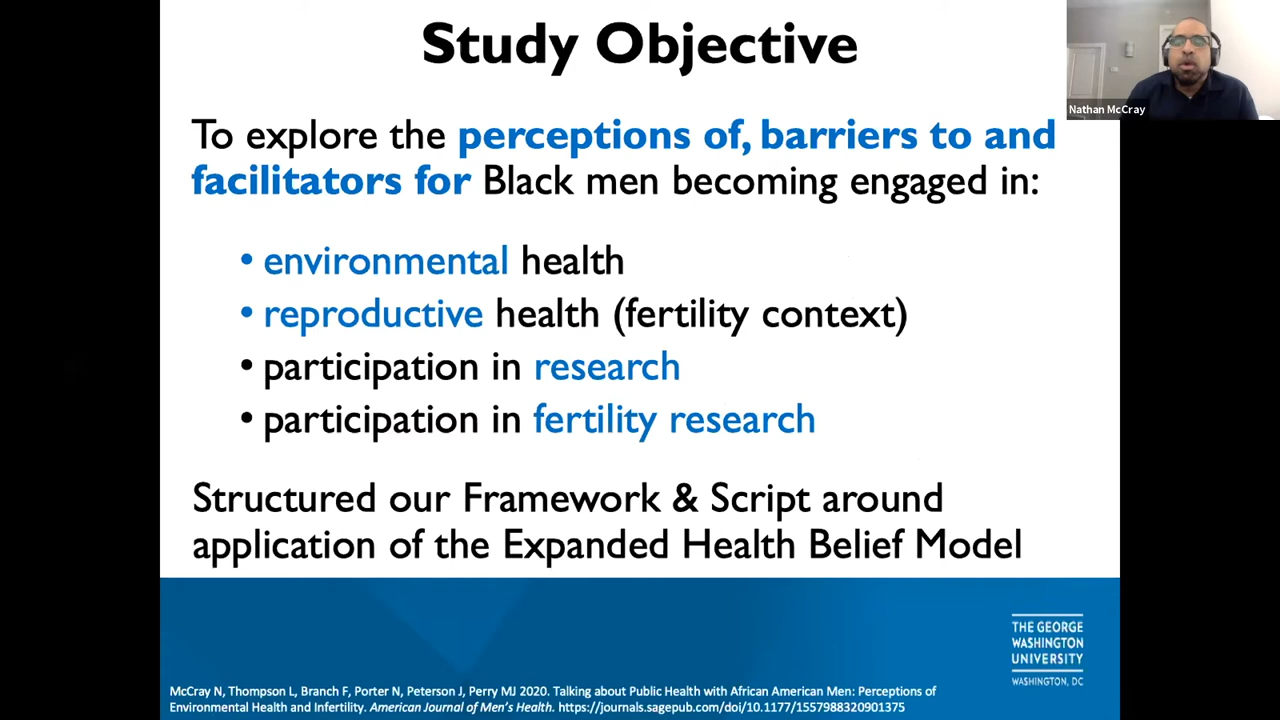 Study Objective
Nathan McCray
To explore the perceptions of, barriers to and
facilitators for Black men becoming engaged in:
• environmental health
• reproductive health (fertility context)
• participation in research
• participation in fertility research
Structured our Framework & Script around
application of the Expanded Health Belief Model
THE GEORGE
WASHINGTON
UNIVERSITY
WASHINGTON, DC
McCray N, Thompson L, Branch F, Porter N, Peterson J, Perry MJ 2020. Talking about Public Health with African American Men: Perceptions of
Environmental Health and Infertility. American Journal of Men's Health. https://journals.sagepub.com/doi/10.1177/1557988320901375